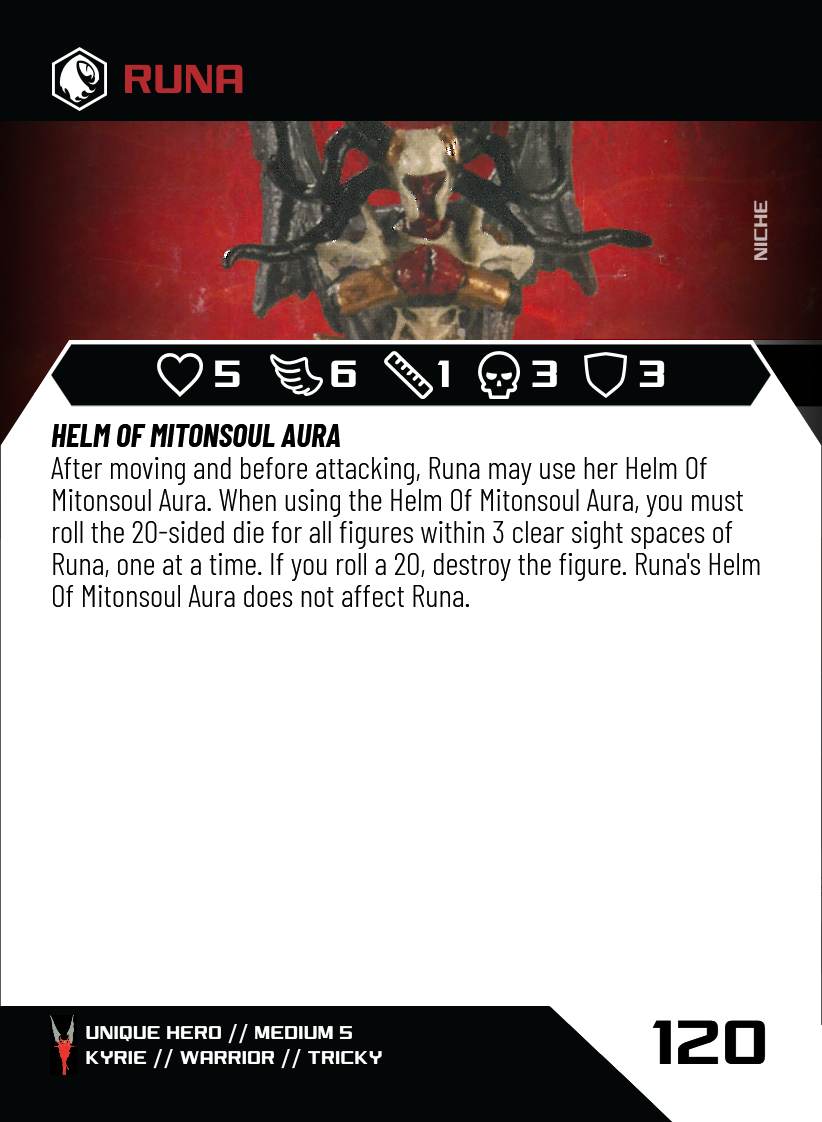 RUNA
NICHE
5 6 1 3 3
HELM OF MITONSOUL AURA
After moving and before attacking, Runa may use her Helm Of
Mitonsoul Aura. When using the Helm Of Mitonsoul Aura, you must
roll the 20-sided die for all figures within 3 clear sight spaces of
Runa, one at a time. If you roll a 20, destroy the figure. Runa's Helm
Of Mitonsoul Aura does not affect Runa.
UNIQUE HERO // MEDIUM 5
KYRIE // WARRIOR // TRICKY
120